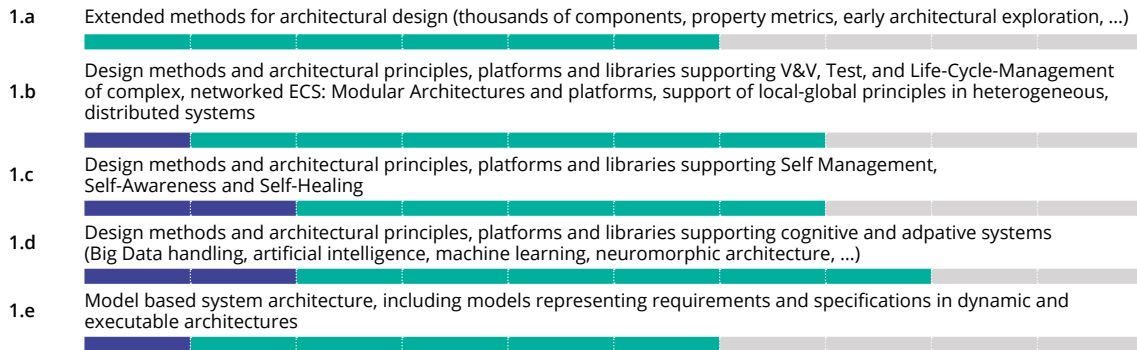 1.a Extended methods for architectural design (thousands of components, property metrics, early architectural exploration, ...)
Design methods and architectural principles, platforms and libraries supporting V&V, Test, and Life-Cycle-Management
1.b of complex, networked ECS: Modular Architectures and platforms, support of local-global principles in heterogeneous,
distributed systems
1.c Design methods and architectural principles, platforms and libraries supporting Self Management,
Self-Awareness and Self-Healing
1.d Design methods and architectural principles, platforms and libraries supporting cognitive and adpative systems
(Big Data handling, artificial intelligence, machine learning, neuromorphic architecture, ...)
1.e Model based system architecture, including models representing requirements and specifications in dynamic and
executable architectures